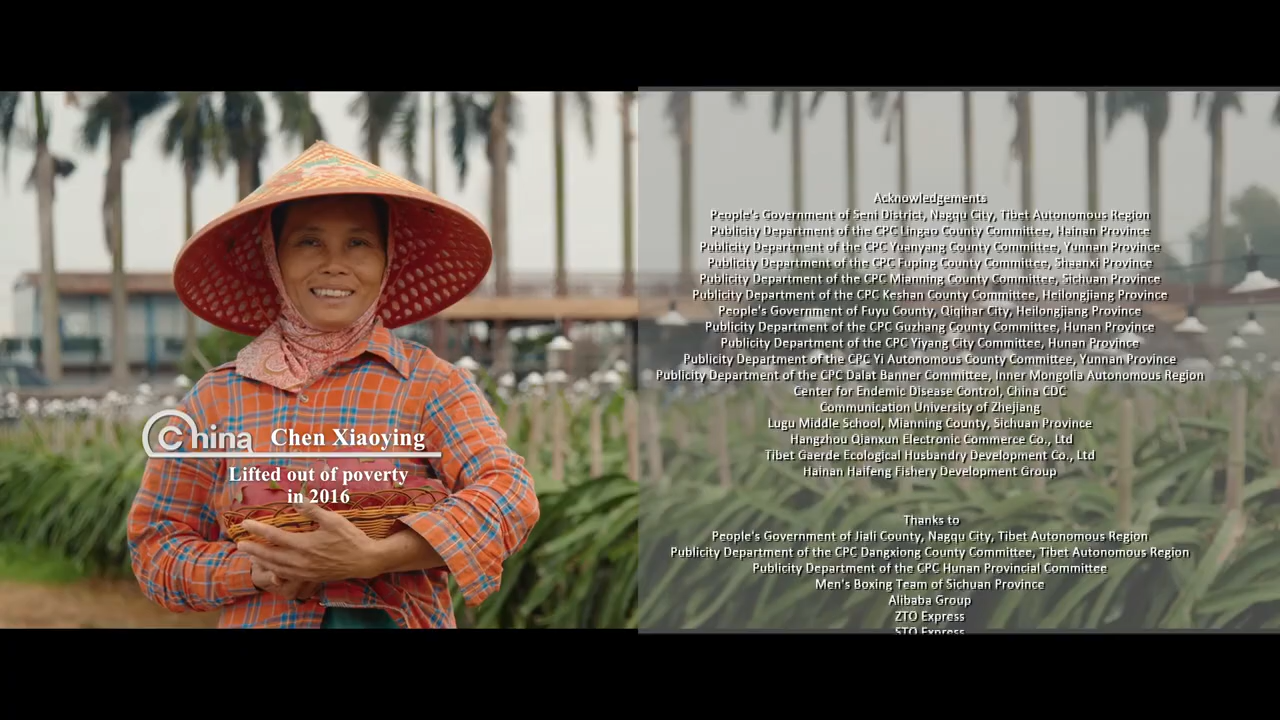 China
Chen Xiaoying
Lifted out of poverty
in 2016
Acknowledgements
People's Government of Seni District, Nagqu City, Tibet Autonomous Region
Publicity Department of the CPC Lingao County Committee, Hainan Province
Publicity Department of the CPC Yuanyang County Committee, Yunnan Province
Publicity Department of the CPC Fuping County Committee, Shaanxi Province
Publicity Department of the CPC Mianning County Committee, Sichuan Province
Publicity Department of the CPC Keshan County Committee, Heilongjiang Province
People's Government of Fuyu County, Qiqihar City, Heilongjiang Province
Publicity Department of the CPC Guzhang County Committee, Hunan Province
Publicity Department of the CPC Yiyang City Committee, Hunan Province
Publicity Department of the CPC Yi Autonomous County Committee, Yunnan Province
Publicity Department of the CPC Dalat Banner Committee, Inner Mongolia Autonomous Region
Center for Endemic Disease Control, China CDC
Communication University of Zhejiang
Lugu Middle School, Mianning County, Sichuan Province
Hangzhou Qianxun Electronic Commerce Co., Ltd
Tibet Gaerde Ecological Husbandry Development Co., Ltd
Hainan Haifeng Fishery Development Group
Thanks to
People's Government of Jiali County, Nagqu City, Tibet Autonomous Region
Publicity Department of the CPC Dangxiong County Committee, Tibet Autonomous Region
Publicity Department of the CPC Hunan Provincial Committee
Men's Boxing Team of Sichuan Province
Alibaba Group
ZTO Express
STO Express